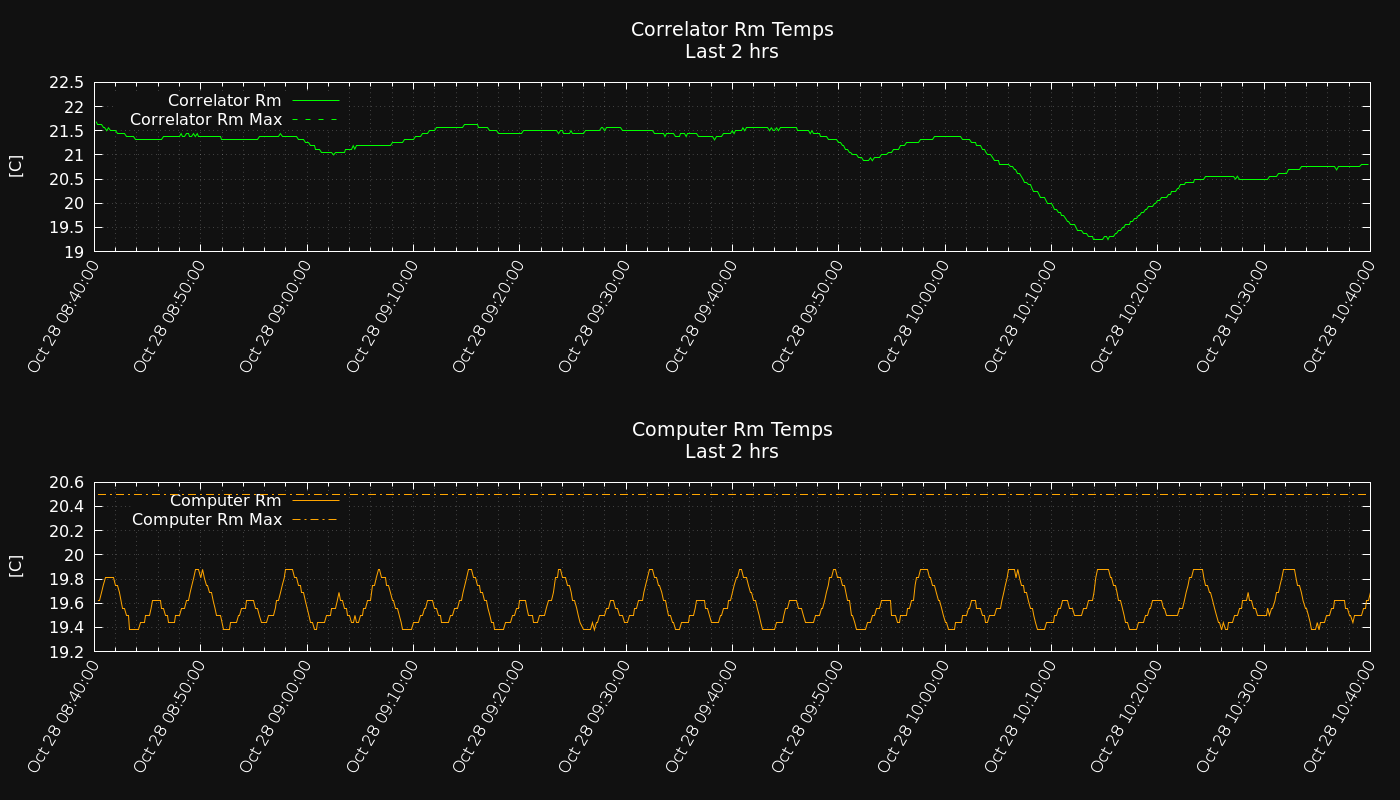 Correlator Rm Temps
Last 2 hrs
[C]
22.5
22
21.5
21
20.5
20
19.5
19
Correlator Rm
Correlator Rm Max
Oct 28 08:40:00
Oct 28 08:50:00
Oct 28 09:00:00
Oct 28 09:10:00
Oct 28 09:20:00
Oct 28 09:30:00
Oct 28 09:40:00
Oct 28 09:50:00
Oct 28 10:00:00
Oct 28 10:10:00
Oct 28 10:20:00
Oct 28 10:30:00
Oct 28 10:40:00
Computer Rm Temps
Last 2 hrs
[C]
20.6
20.4
20.2
20
19.8
19.6
19.4
19.2
Computer Rm
Computer Rm Max
Oct 28 08:40:00
Oct 28 08:50:00
Oct 28 09:00:00
Oct 28 09:10:00
Oct 28 09:20:00
Oct 28 09:30:00
Oct 28 09:40:00
Oct 28 09:50:00
Oct 28 10:00:00
Oct 28 10:10:00
Oct 28 10:20:00
Oct 28 10:30:00
Oct 28 10:40:00